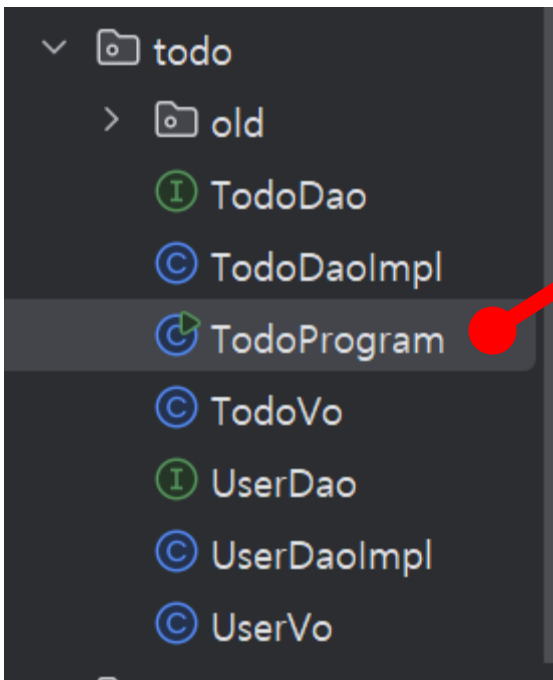 todo
old
I TodoDao
C TodoDaoImpl
C TodoProgram
C TodoVo
I UserDao
C UserDaoImpl
C UserVo